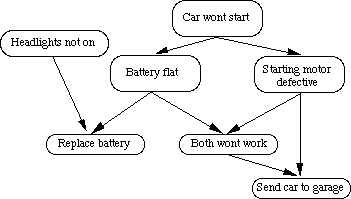 Car wont start
Headlights not on
Battery flat
Starting motor
defective
Replace battery
Both wont work
Send car to garage